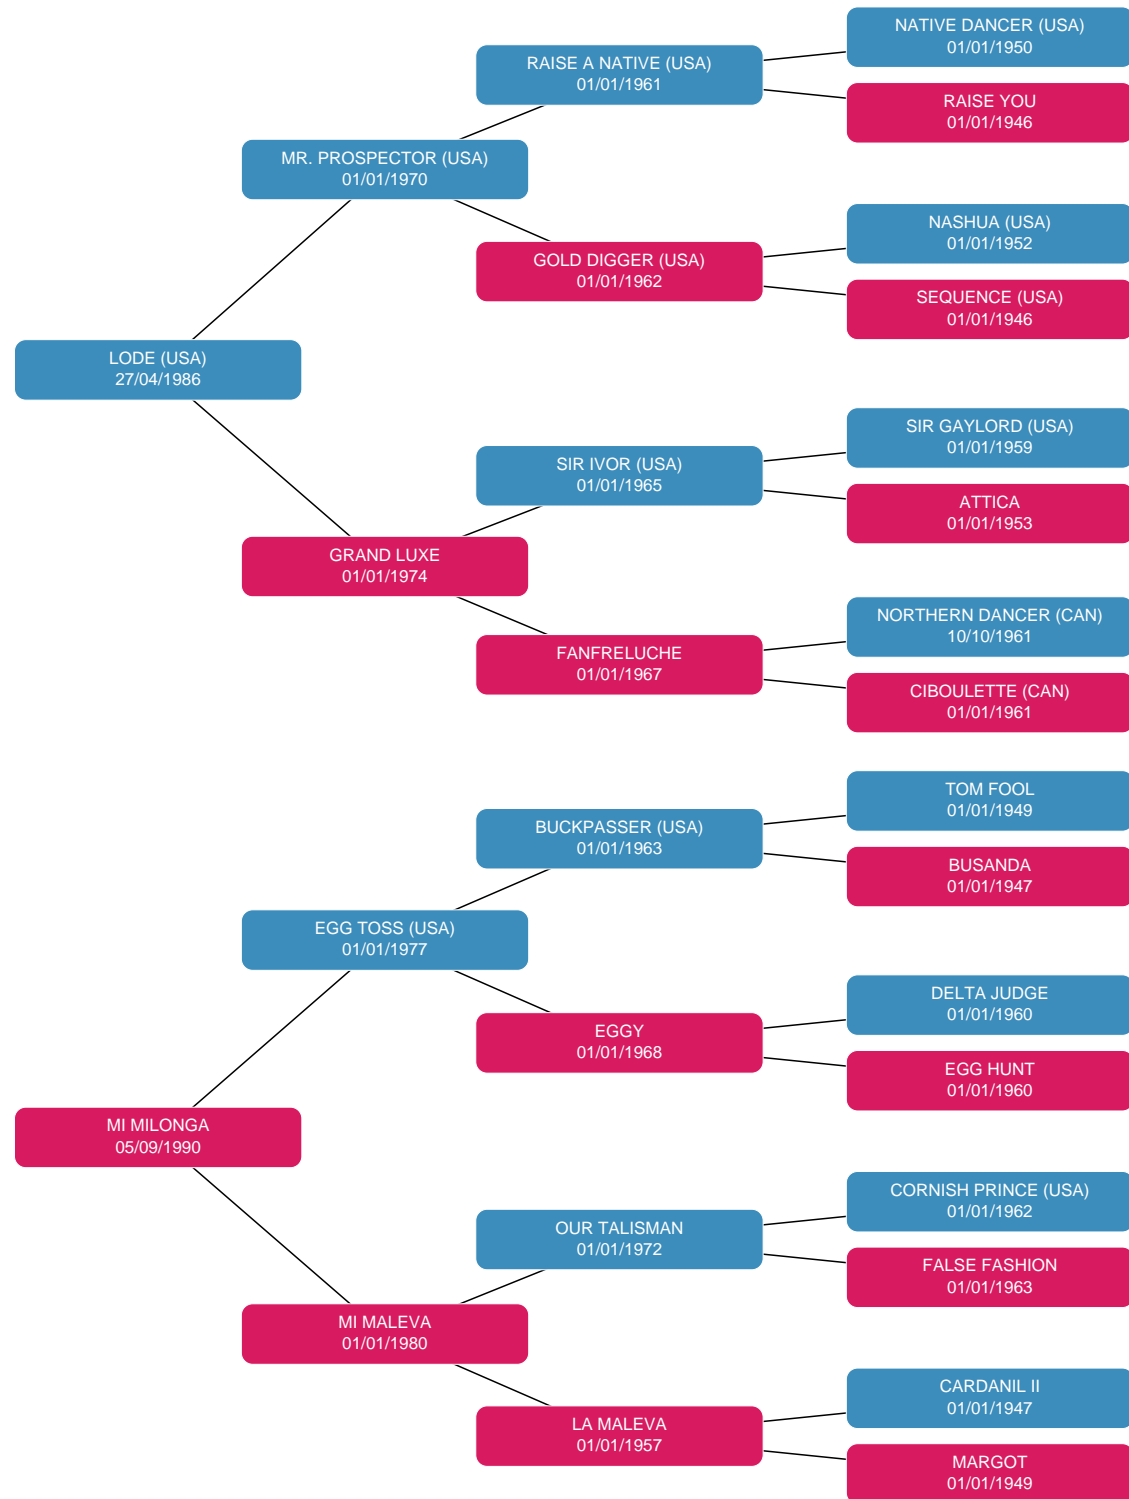 NATIVE DANCER (USA)
01/01/1950
RAISE A NATIVE (USA)
01/01/1961
RAISE YOU
01/01/1946
MR. PROSPECTOR (USA)
01/01/1970
NASHUA (USA)
01/01/1952
GOLD DIGGER (USA)
01/01/1962
SEQUENCE (USA)
01/01/1946
LODE (USA)
27/04/1986
SIR GAYLORD (USA)
01/01/1959
SIR IVOR (USA)
01/01/1965
ATTICA
01/01/1953
GRAND LUXE
01/01/1974
NORTHERN DANCER (CAN)
10/10/1961
FANFRELUCHE
01/01/1967
CIBOULETTE (CAN)
01/01/1961
TOM FOOL
01/01/1949
BUCKPASSER (USA)
01/01/1963
BUSANDA
01/01/1947
EGG TOSS (USA)
01/01/1977
DELTA JUDGE
01/01/1960
EGGY
01/01/1968
EGG HUNT
01/01/1960
MI MILONGA
05/09/1990
CORNISH PRINCE (USA)
01/01/1962
OUR TALISMAN
01/01/1972
FALSE FASHION
01/01/1963
MI MALEVA
01/01/1980
CARDANIL II
01/01/1947
LA MALEVA
01/01/1957
MARGOT
01/01/1949